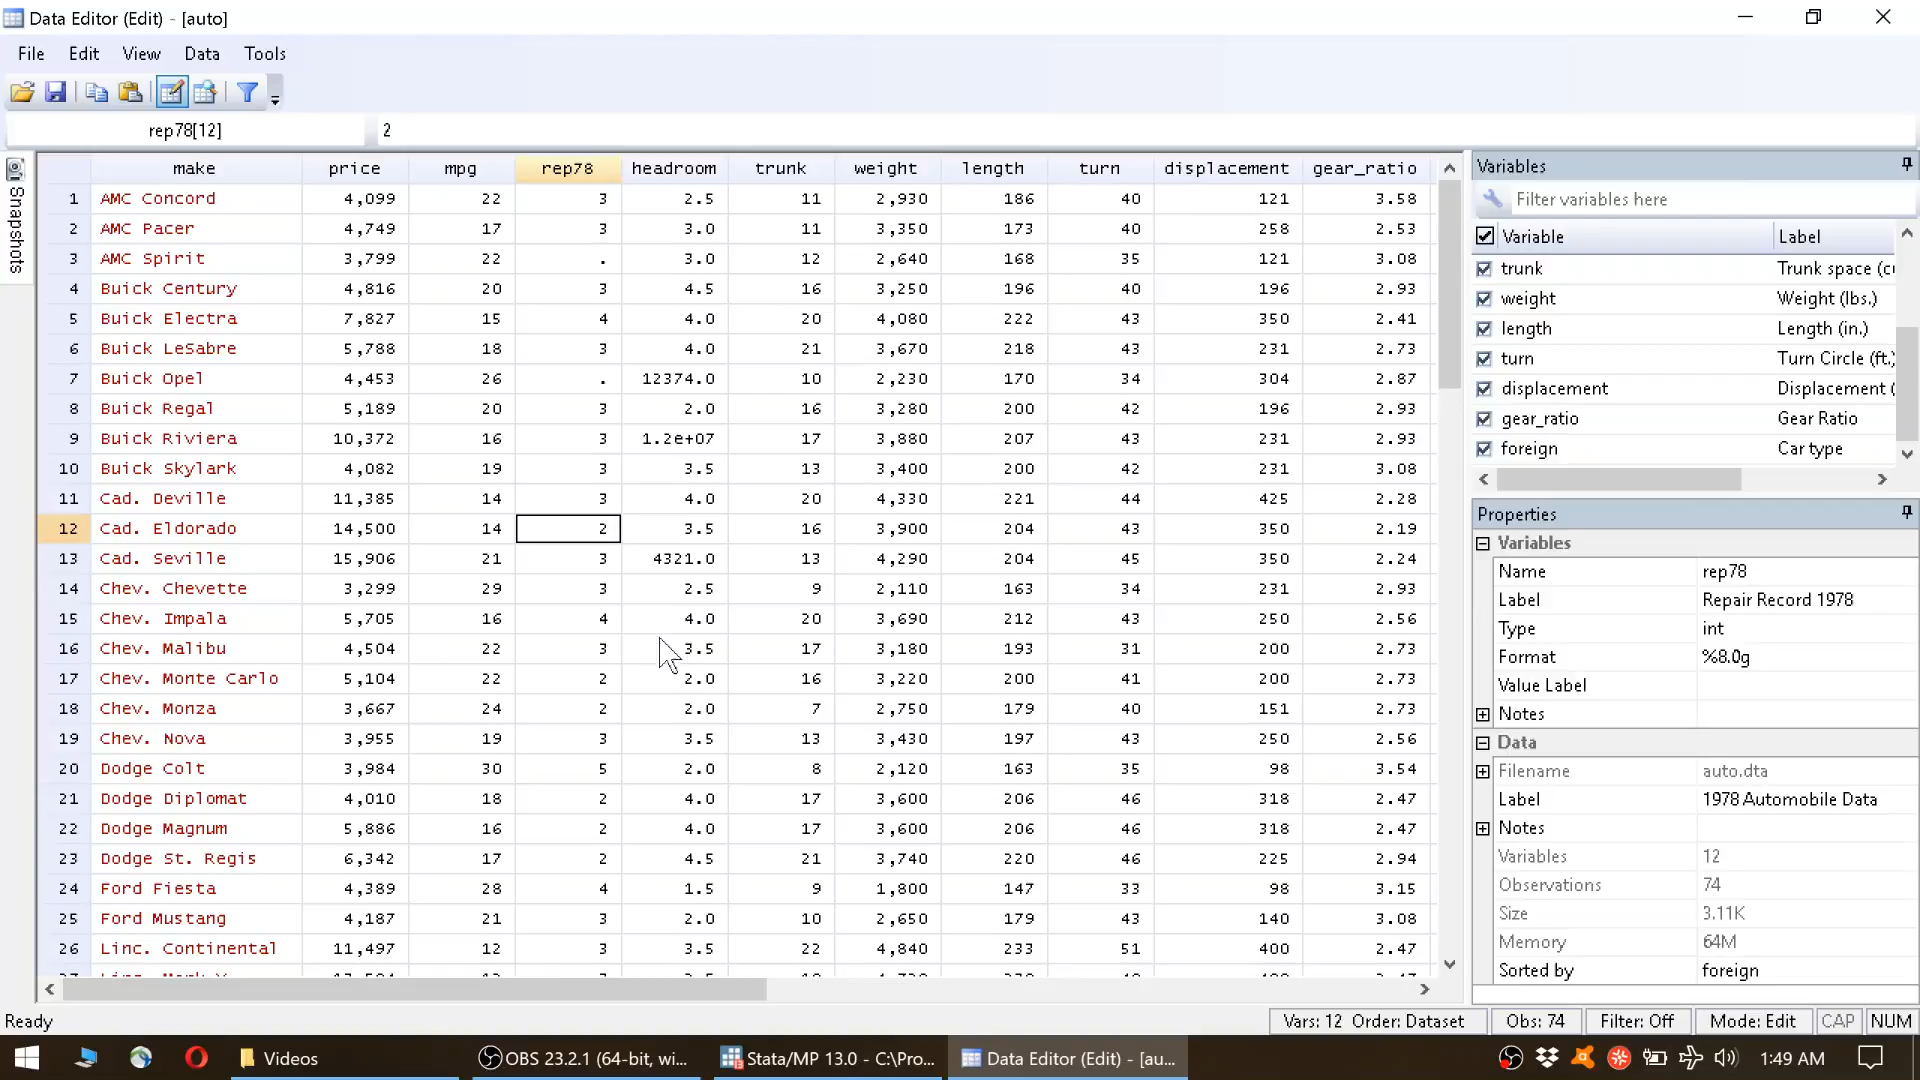 Data Editor (Edit) - [auto]
File Edit View Data Tools
rep78[12] 2
Snapshots
make price mpg rep78 headroom trunk weight length turn displacement gear_ratio
1 AMC Concord 4,099 22 3 2.5 11 2,930 186 40 121 3.58
2 AMC Pacer 4,749 17 3 3.0 11 3,350 173 40 258 2.53
3 AMC Spirit 3,799 22 . 3.0 12 2,640 168 35 121 3.08
4 Buick Century 4,816 20 3 4.5 16 3,250 196 40 196 2.93
5 Buick Electra 7,827 15 4 4.0 20 4,080 222 43 350 2.41
6 Buick LeSabre 5,788 18 3 4.0 21 3,670 218 43 231 2.73
7 Buick Opel 4,453 26 . 12374.0 10 2,230 170 34 304 2.87
8 Buick Regal 5,189 20 3 2.0 16 3,280 200 42 196 2.93
9 Buick Riviera 10,372 16 3 1.2e+07 17 3,880 207 43 231 2.93
10 Buick Skylark 4,082 19 3 3.5 13 3,400 200 42 231 3.08
11 Cad. Deville 11,385 14 3 4.0 20 4,330 221 44 425 2.28
12 Cad. Eldorado 14,500 14 2 3.5 16 3,900 204 43 350 2.19
13 Cad. Seville 15,906 21 3 4321.0 13 4,290 204 45 350 2.24
14 Chev. Chevette 3,299 29 3 2.5 9 2,110 163 34 231 2.93
15 Chev. Impala 5,705 16 4 4.0 20 3,690 212 43 250 2.56
16 Chev. Malibu 4,504 22 3 3.5 17 3,180 193 31 200 2.73
17 Chev. Monte Carlo 5,104 22 2 2.0 16 3,220 200 41 200 2.73
18 Chev. Monza 3,667 24 2 2.0 7 2,750 179 40 151 2.73
19 Chev. Nova 3,955 19 3 3.5 13 3,430 197 43 250 2.56
20 Dodge Colt 3,984 30 5 2.0 8 2,120 163 35 98 3.54
21 Dodge Diplomat 4,010 18 2 4.0 17 3,600 206 46 318 2.47
22 Dodge Magnum 5,886 16 2 4.0 17 3,600 206 46 318 2.47
23 Dodge St. Regis 6,342 17 2 4.5 21 3,740 220 46 225 2.94
24 Ford Fiesta 4,389 28 4 1.5 9 1,800 147 33 98 3.15
25 Ford Mustang 4,187 21 3 2.0 10 2,650 179 43 140 3.08
26 Linc. Continental 11,497 12 3 3.5 22 4,840 233 51 400 2.47
Variables
Filter variables here
Variable Label
trunk Trunk space (cu
weight Weight (lbs.)
length Length (in.)
turn Turn Circle (ft.)
displacement Displacement (
gear_ratio Gear Ratio
foreign Car type
Properties
Variables
Name rep78
Label Repair Record 1978
Type int
Format %8.0g
Value Label
Notes
Data
Filename auto.dta
Label 1978 Automobile Data
Notes
Variables 12
Observations 74
Size 3.11K
Memory 64M
Sorted by foreign
Ready Vars: 12 Order: Dataset Obs: 74 Filter: Off Mode: Edit CAP NUM
Videos OBS 23.2.1 (64-bit, wi... Stata/MP 13.0 - C:\Pro... Data Editor (Edit) - [au... 1:49 AM